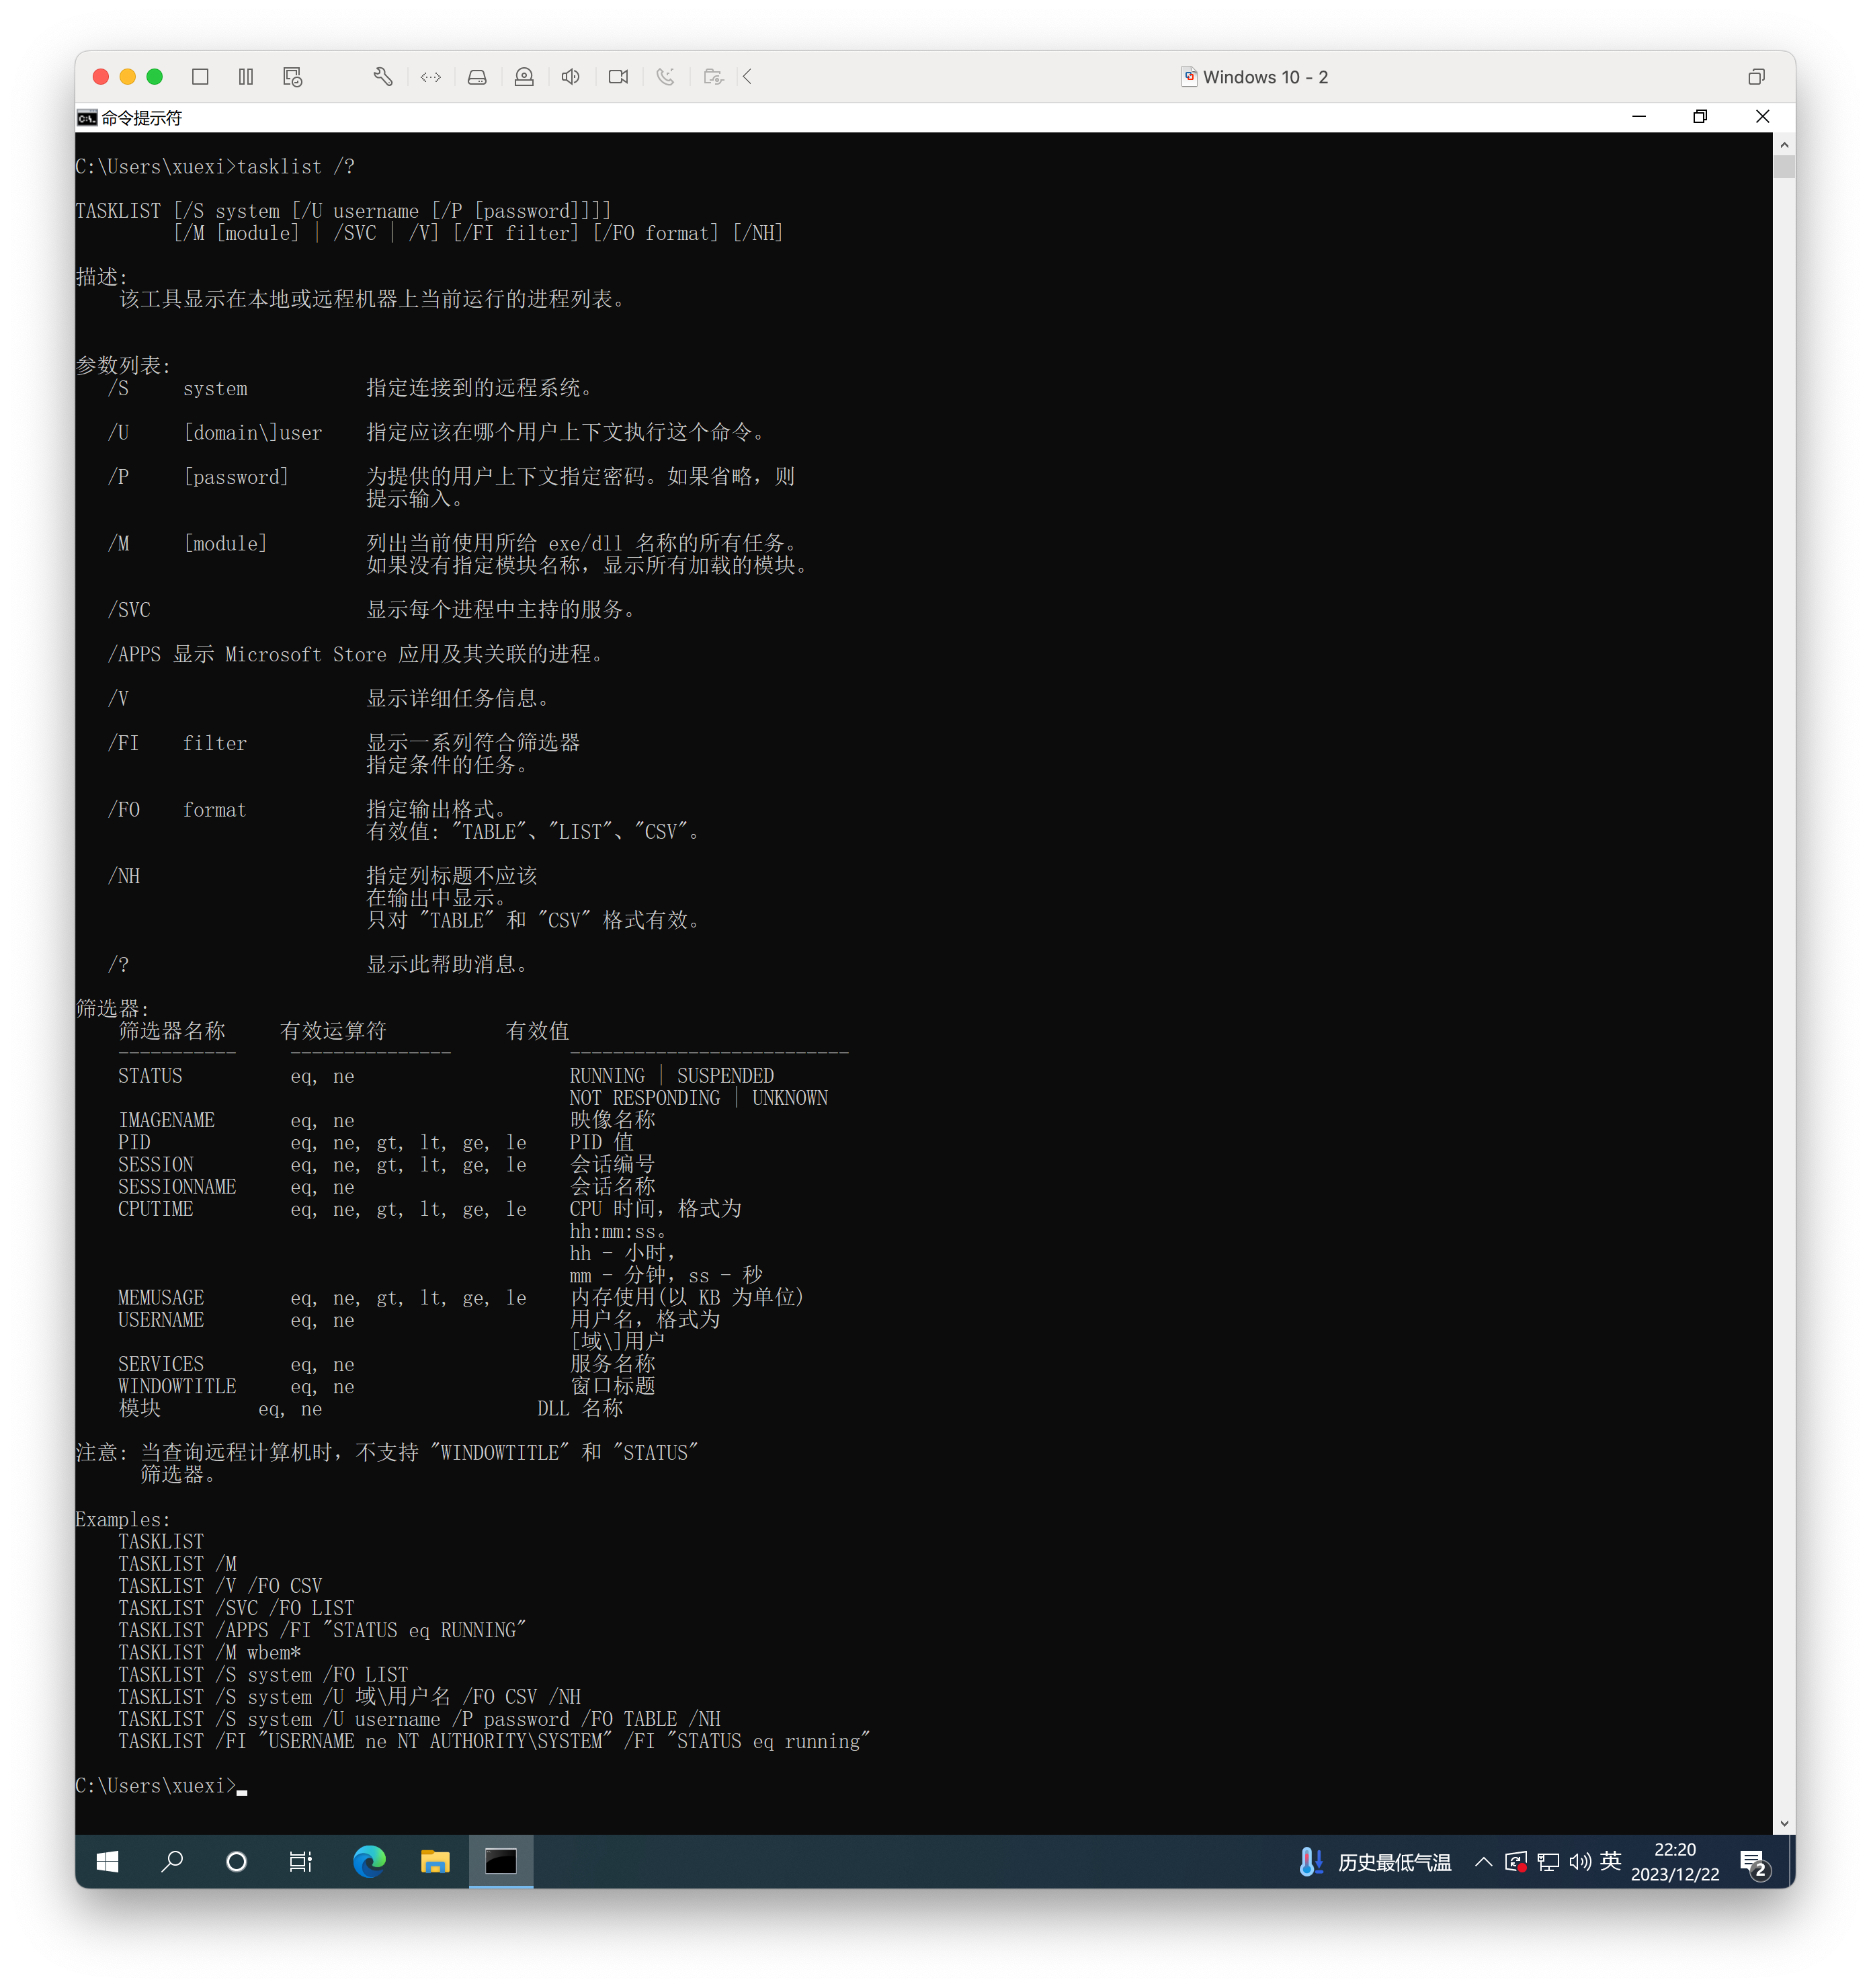 Windows 10 - 2
命令提示符
C:\Users\xuexi>tasklist /?
TASKLIST [/S system [/U username [/P [password]]]]
[/M [module] | /SVC | /V] [/FI filter] [/FO format] [/NH]
描述:
该工具显示在本地或远程机器上当前运行的进程列表。
参数列表:
/S system 指定连接到的远程系统。
/U [domain\]user 指定应该在哪个用户上下文执行这个命令。
/P [password] 为提供的用户上下文指定密码。如果省略，则
提示输入。
/M [module] 列出当前使用所给 exe/dll 名称的所有任务。
如果没有指定模块名称，显示所有加载的模块。
/SVC 显示每个进程中主持的服务。
/APPS 显示 Microsoft Store 应用及其关联的进程。
/V 显示详细任务信息。
/FI filter 显示一系列符合筛选器
指定条件的任务。
/FO format 指定输出格式。
有效值: "TABLE"、"LIST"、"CSV"。
/NH 指定列标题不应该
在输出中显示。
只对 "TABLE" 和 "CSV" 格式有效。
/? 显示此帮助消息。
筛选器:
筛选器名称 有效运算符 有效值
----------- --------------- --------------------------
STATUS eq, ne RUNNING | SUSPENDED
NOT RESPONDING | UNKNOWN
IMAGENAME eq, ne 映像名称
PID eq, ne, gt, lt, ge, le PID 值
SESSION eq, ne, gt, lt, ge, le 会话编号
SESSIONNAME eq, ne 会话名称
CPUTIME eq, ne, gt, lt, ge, le CPU 时间，格式为
hh:mm:ss。
hh - 小时，
mm - 分钟，ss - 秒
MEMUSAGE eq, ne, gt, lt, ge, le 内存使用(以 KB 为单位)
USERNAME eq, ne 用户名，格式为
[域\]用户
SERVICES eq, ne 服务名称
WINDOWTITLE eq, ne 窗口标题
模块 eq, ne DLL 名称
注意: 当查询远程计算机时，不支持 "WINDOWTITLE" 和 "STATUS"
筛选器。
Examples:
TASKLIST
TASKLIST /M
TASKLIST /V /FO CSV
TASKLIST /SVC /FO LIST
TASKLIST /APPS /FI "STATUS eq RUNNING"
TASKLIST /M wbem*
TASKLIST /S system /FO LIST
TASKLIST /S system /U 域\用户名 /FO CSV /NH
TASKLIST /S system /U username /P password /FO TABLE /NH
TASKLIST /FI "USERNAME ne NT AUTHORITY\SYSTEM" /FI "STATUS eq running"
C:\Users\xuexi>
历史最低气温 英 22:20
2023/12/22
2